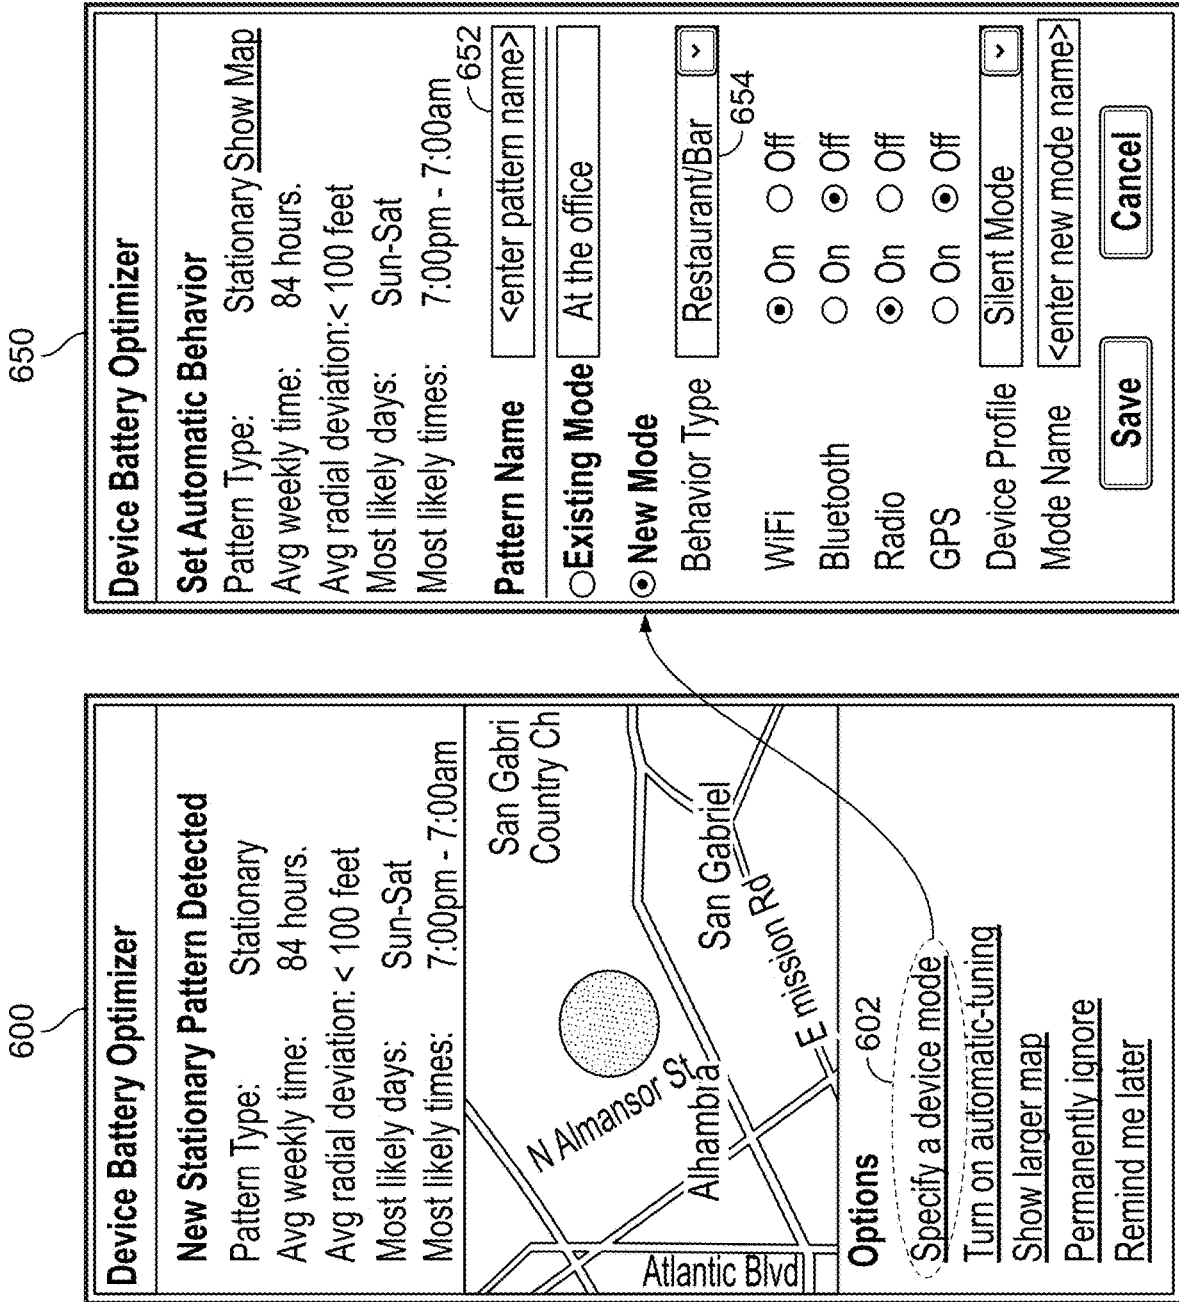 600
Device Battery Optimizer
New Stationary Pattern Detected
Pattern Type: Stationary
Avg weekly time: 84 hours.
Avg radial deviation: < 100 feet
Most likely days: Sun-Sat
Most likely times: 7:00pm - 7:00am
San Gabri
Country Ch
N Almansor St
San Gabriel
Alhambra
E mission Rd
Atlantic Blvd
Options
602
Specify a device mode
Turn on automatic-tuning
Show larger map
Permanently ignore
Remind me later
650
Device Battery Optimizer
Set Automatic Behavior
Pattern Type: Stationary Show Map
Avg weekly time: 84 hours.
Avg radial deviation: < 100 feet
Most likely days: Sun-Sat
Most likely times: 7:00pm - 7:00am
652
Pattern Name <enter pattern name>
Existing Mode At the office
New Mode
Behavior Type Restaurant/Bar
654
WiFi On Off
Bluetooth On Off
Radio On Off
GPS On Off
Device Profile Silent Mode
Mode Name <enter new mode name>
Save Cancel